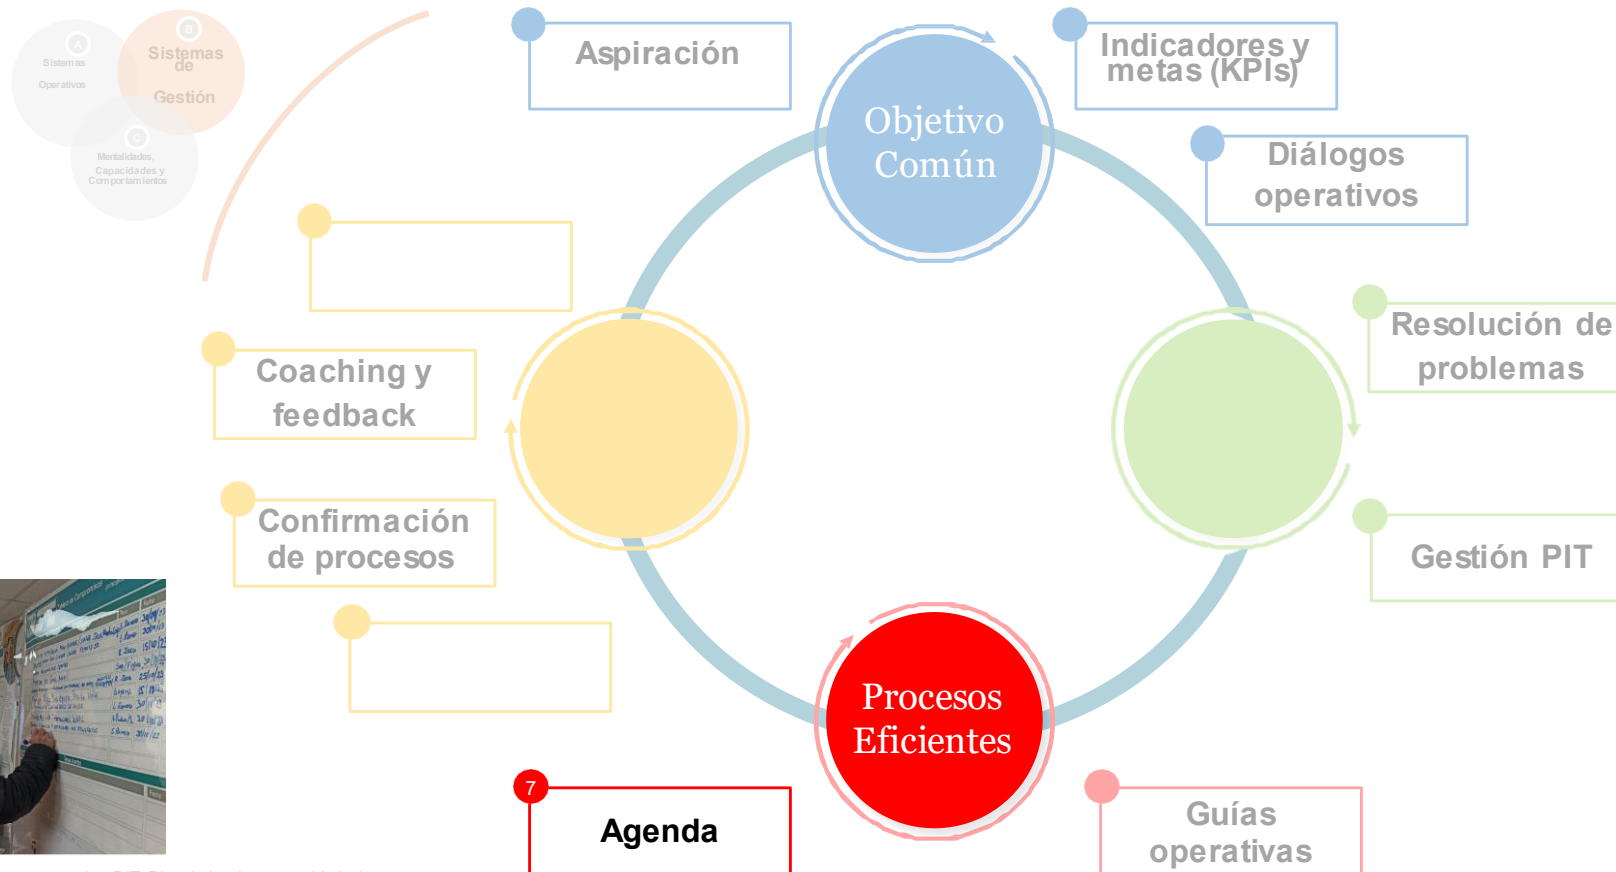 A
Sistemas
Operativos
B
Sistemas
de
Gestión
C
Mentalidades,
Capacidades y
Comportamientos
Aspiración
Objetivo
Común
Indicadores y
metas (KPIs)
Diálogos
operativos
Resolución de
problemas
Gestión PIT
Coaching y
feedback
Confirmación
de procesos
Procesos
Eficientes
7
Agenda
Guías
operativas